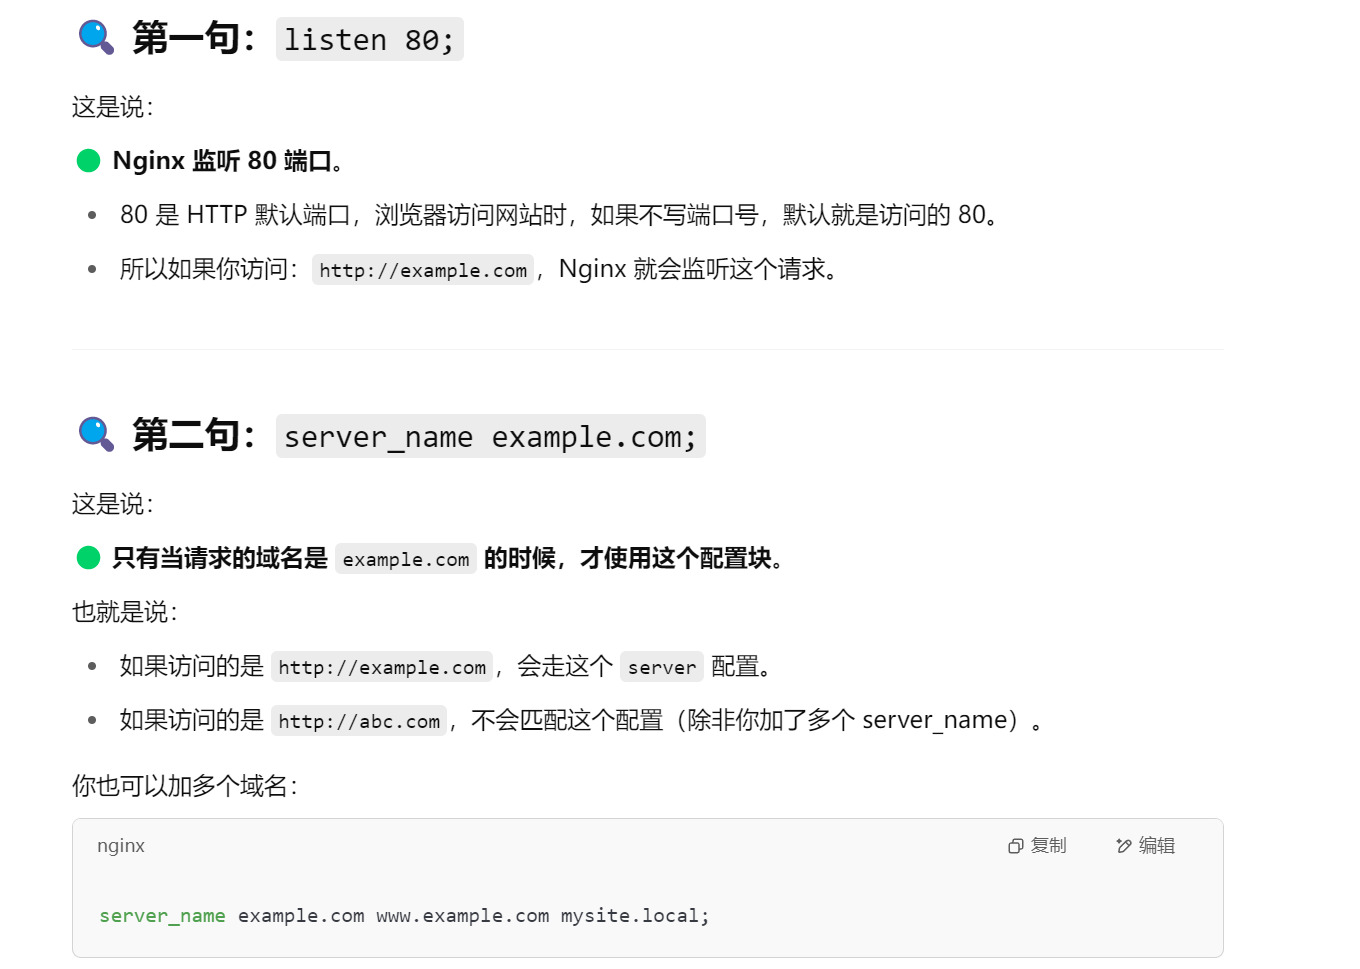 🔍 第一句：listen 80;
这是说：
🟢 Nginx 监听 80 端口。
• 80 是 HTTP 默认端口，浏览器访问网站时，如果不写端口号，默认就是访问的 80。
• 所以如果你访问：http://example.com，Nginx 就会监听这个请求。
🔍 第二句：server_name example.com;
这是说：
🟢 只有当请求的域名是 example.com 的时候，才使用这个配置块。
也就是说：
• 如果访问的是 http://example.com，会走这个 server 配置。
• 如果访问的是 http://abc.com，不会匹配这个配置（除非你加了多个 server_name）。
你也可以加多个域名：
nginx 复制 编辑
server_name example.com www.example.com mysite.local;